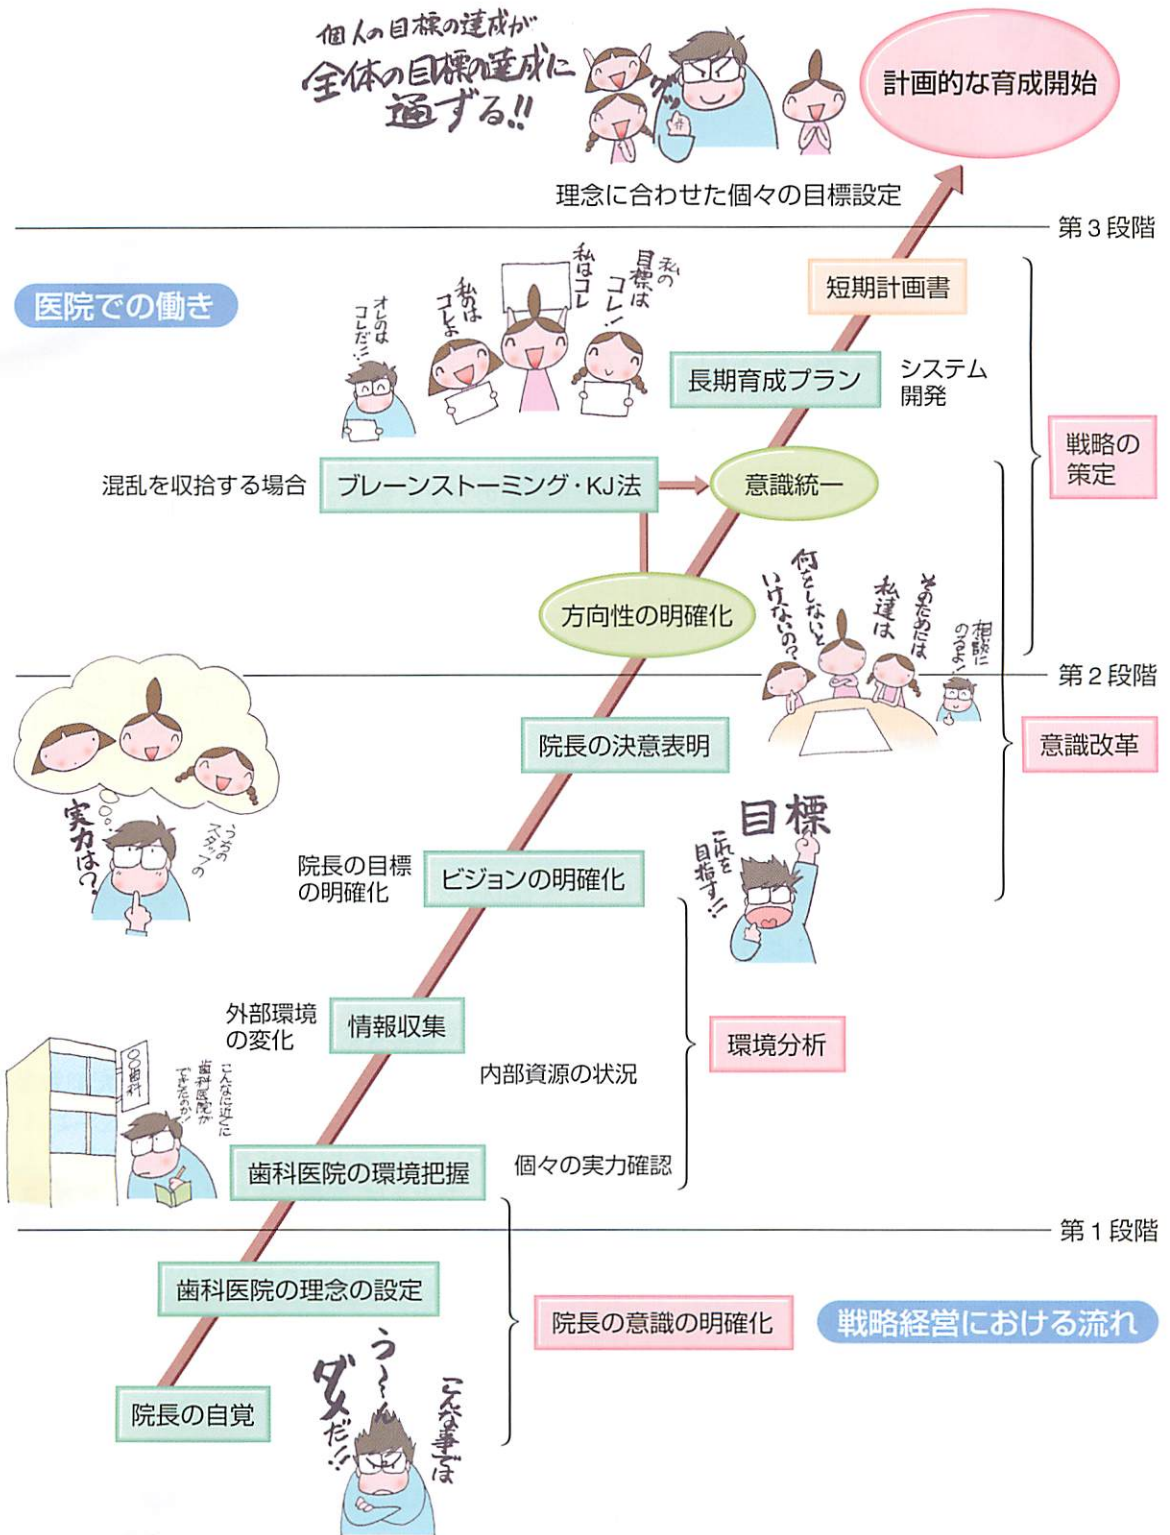 個人の目標の達成が
全体の目標の達成に
通ずる!!
計画的な育成開始
理念に合わせた個々の目標設定
第3段階
医院での働き
短期計画書
オレのは
コレだ!!
私のは
コレよ
私は
コレ
私の
目標は
コレ!
長期育成プラン
システム
開発
戦略の
策定
混乱を収拾する場合
ブレーンストーミング・KJ法
意識統一
方向性の明確化
そのためには
私達は
何をしないと
いけないの?
相談に
のるよ!
第2段階
院長の決意表明
意識改革
うちの
スタッフの
実力は?
目標
これを
目指す!!
院長の目標
の明確化
ビジョンの明確化
外部環境
の変化
情報収集
環境分析
内部資源の状況
〇〇歯科
こんなに近くに
歯科医院が
できたのか!
歯科医院の環境把握
個々の実力確認
第1段階
歯科医院の理念の設定
院長の意識の明確化
戦略経営における流れ
院長の自覚
こんな事では
う〜〜ん
ダメだ!!